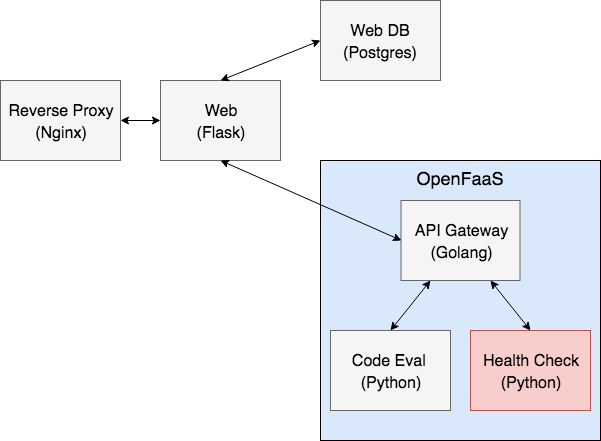 Web DB
(Postgres)
Reverse Proxy
(Nginx)
Web
(Flask)
OpenFaaS
API Gateway
(Golang)
Code Eval
(Python)
Health Check
(Python)